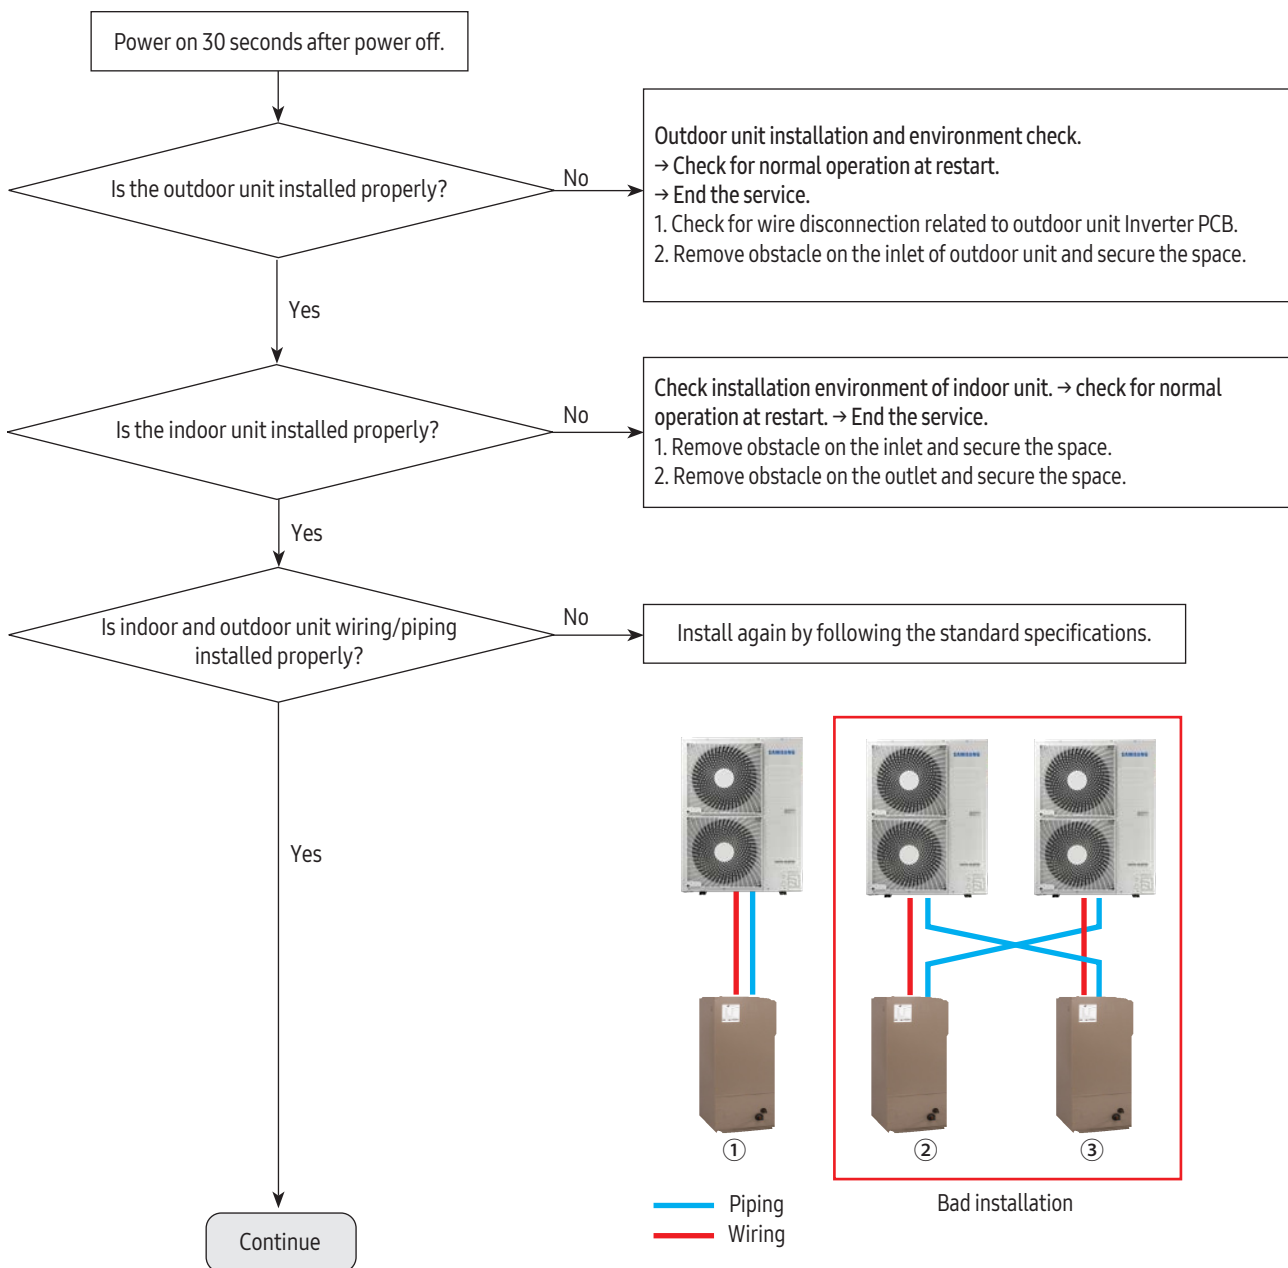 Power on 30 seconds after power off.
Is the outdoor unit installed properly?
No
Outdoor unit installation and environment check.
→ Check for normal operation at restart.
→ End the service.
1. Check for wire disconnection related to outdoor unit Inverter PCB.
2. Remove obstacle on the inlet of outdoor unit and secure the space.
Yes
Is the indoor unit installed properly?
No
Check installation environment of indoor unit. → check for normal
operation at restart. → End the service.
1. Remove obstacle on the inlet and secure the space.
2. Remove obstacle on the outlet and secure the space.
Yes
Is indoor and outdoor unit wiring/piping
installed properly?
No
Install again by following the standard specifications.
SAMSUNG
SAMSUNG
SAMSUNG
Yes
① ② ③
Piping
Wiring
Bad installation
Continue